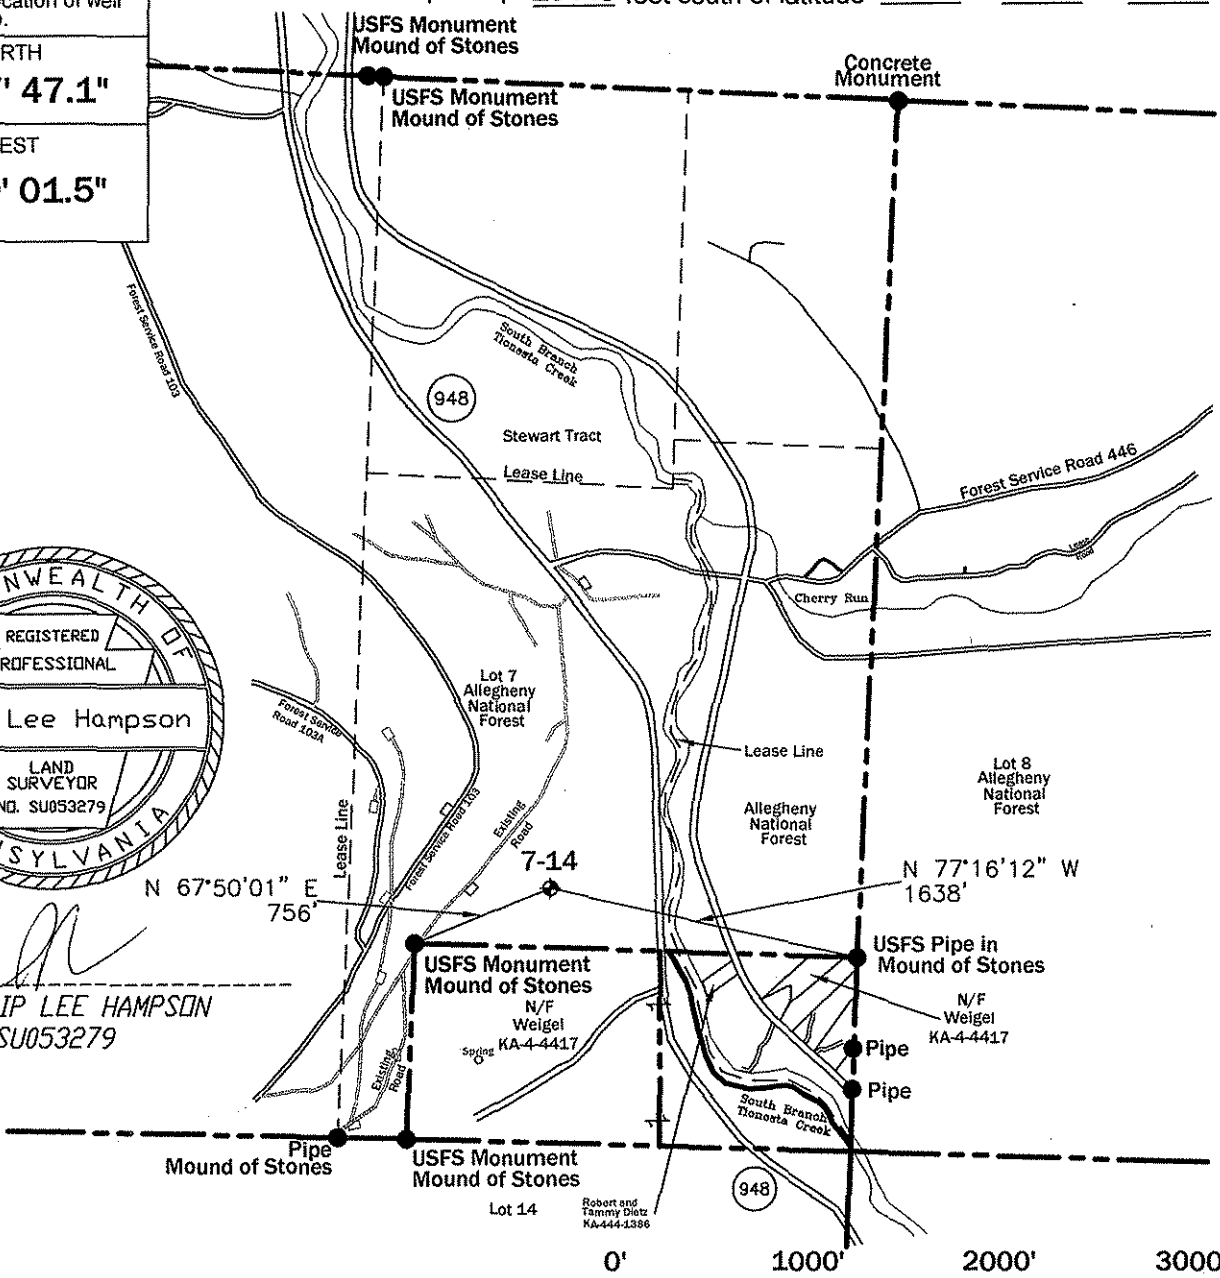 feet south of latitude
USFS Monument
Mound of Stones
RTH
' 47.1"
EST
' 01.5"
USFS Monument
Mound of Stones
Concrete
Monument
Forest Service Road 103
South Branch
Tionesta Creek
948
Stewart Tract
Lease Line
Forest Service Road 446
Lease
Road
Cherry Run
NWEALTH OF
REGISTERED
ROFESSIONAL
Lee Hampson
LAND
SURVEYOR
NO. SU053279
NSYLVANIA
Lot 7
Allegheny
National
Forest
Forest Service
Road 103A
Lease Line
Lot 8
Allegheny
National
Forest
Allegheny
National
Forest
Lease Line
Forest Service Road 103
Existing
Road
7-14
N 67°50'01" E
756'
N 77°16'12" W
1638'
IP LEE HAMPSON
SU053279
USFS Monument
Mound of Stones
USFS Pipe in
Mound of Stones
N/F
Weigel
KA-4-4417
N/F
Weigel
KA-4-4417
Spring
Pipe
Pipe
Existing
Road
South Branch
Tionesta Creek
Pipe
Mound of Stones
USFS Monument
Mound of Stones
Lot 14
Robert and
Tammy Dietz
KA-444-1386
948
0' 1000' 2000' 3000